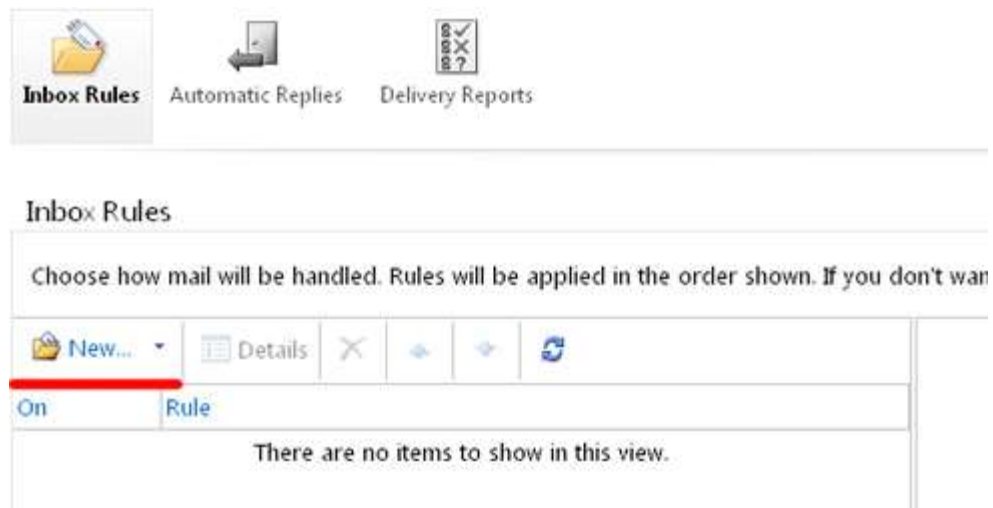 Inbox Rules Automatic Replies Delivery Reports
Inbox Rules
Choose how mail will be handled. Rules will be applied in the order shown. If you don't wan
New... Details
On Rule
There are no items to show in this view.